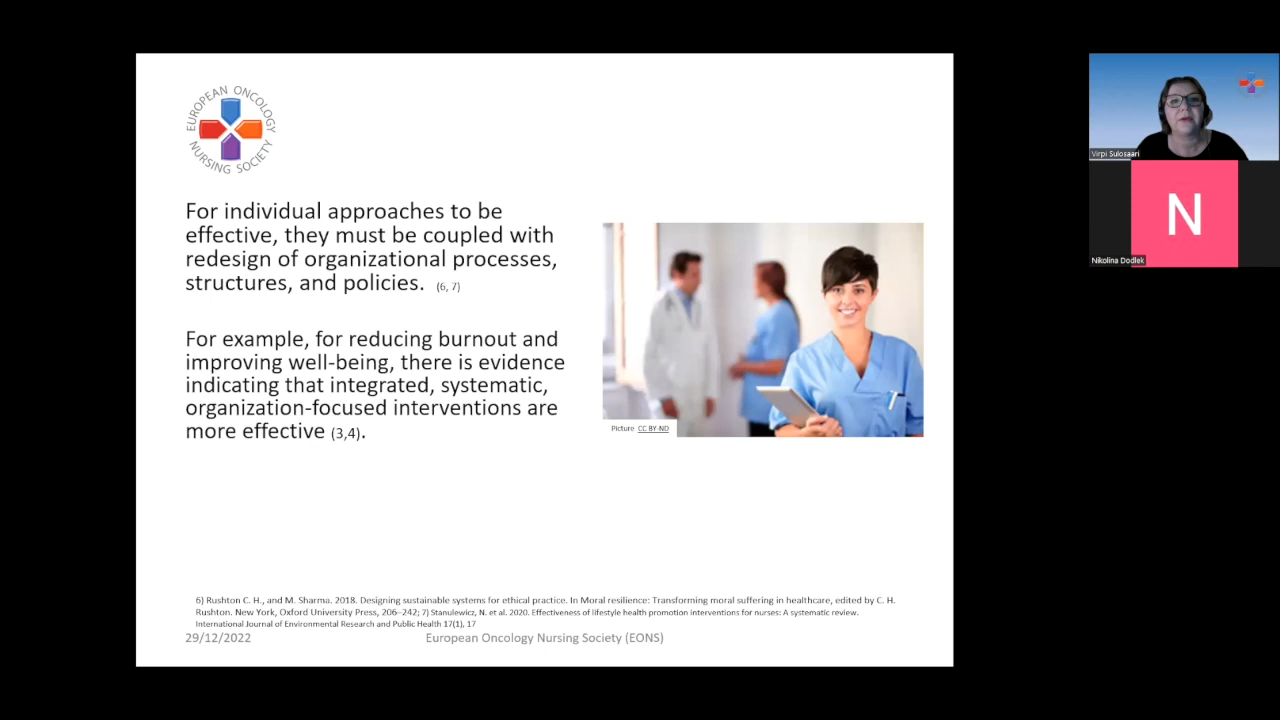 EUROPEAN ONCOLOGY
NURSING SOCIETY
For individual approaches to be
effective, they must be coupled with
redesign of organizational processes,
structures, and policies. (6, 7)
For example, for reducing burnout and
improving well-being, there is evidence
indicating that integrated, systematic,
organization-focused interventions are
more effective (3,4).
Picture CC BY-ND
6) Rushton C. H., and M. Sharma. 2018. Designing sustainable systems for ethical practice. In Moral resilience: Transforming moral suffering in healthcare, edited by C. H.
Rushton. New York, Oxford University Press, 206–242; 7) Stanulewicz, N. et al. 2020. Effectiveness of lifestyle health promotion interventions for nurses: A systematic review.
International Journal of Environmental Research and Public Health 17(1), 17
29/12/2022
European Oncology Nursing Society (EONS)
Virpi Sulosaari
N
Nikolina Dodlek